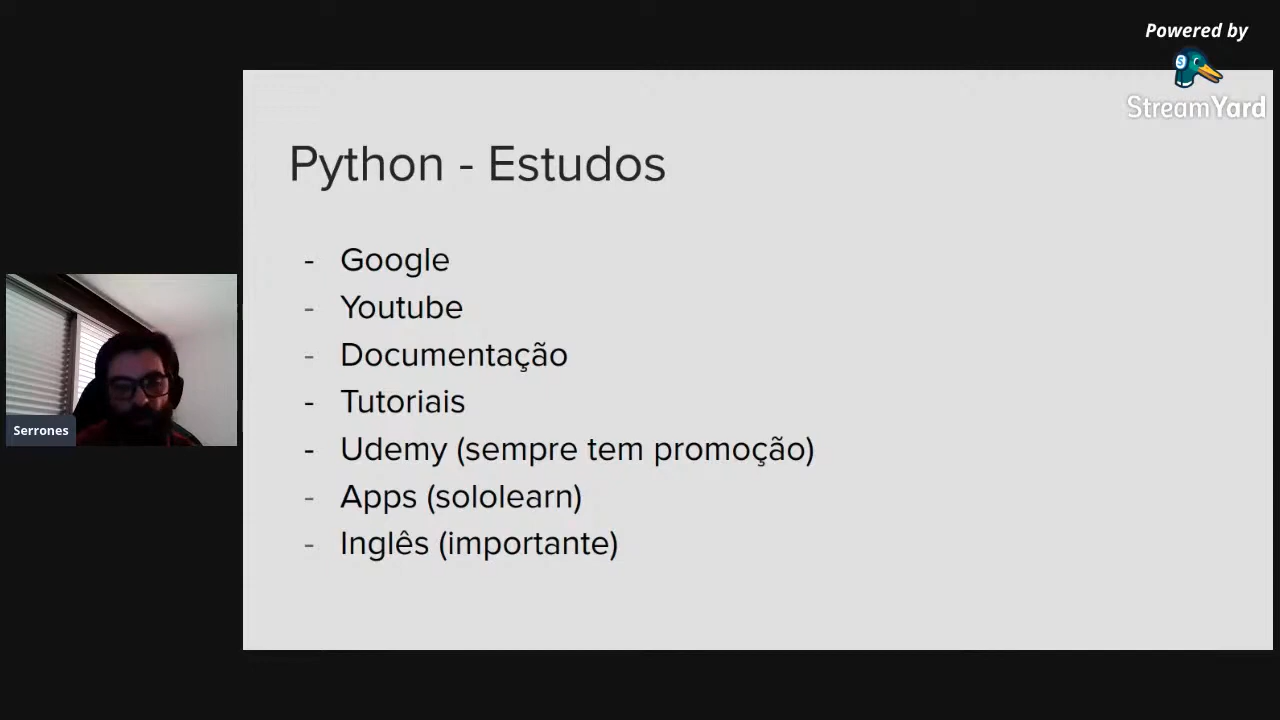 Powered by
StreamYard
Python - Estudos
- Google
- Youtube
- Documentação
- Tutoriais
- Udemy (sempre tem promoção)
- Apps (sololearn)
- Inglês (importante)
Serrones